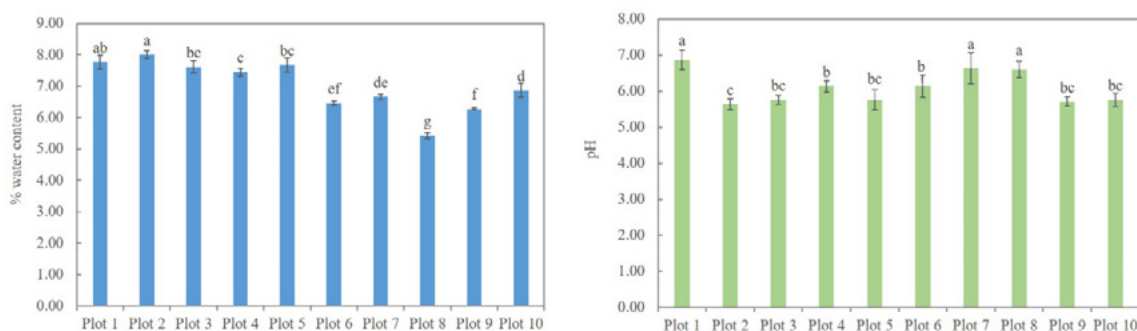 9.00
8.00
7.00
6.00
5.00
4.00
3.00
2.00
1.00
0.00
% water content
ab
a
bc
c
bc
ef
de
g
f
d
Plot 1 Plot 2 Plot 3 Plot 4 Plot 5 Plot 6 Plot 7 Plot 8 Plot 9 Plot 10
8.00
7.00
6.00
5.00
4.00
3.00
2.00
1.00
0.00
pH
a
c
bc
b
bc
b
a
a
bc
bc
Plot 1 Plot 2 Plot 3 Plot 4 Plot 5 Plot 6 Plot 7 Plot 8 Plot 9 Plot 10